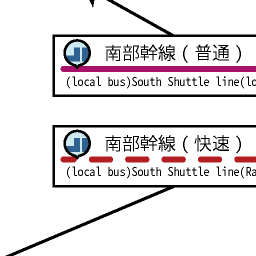 南部幹線 ( 普通 )
(local bus)South Shuttle line(lo
南部幹線 ( 快速 )
(local bus)South Shuttle line(Ra